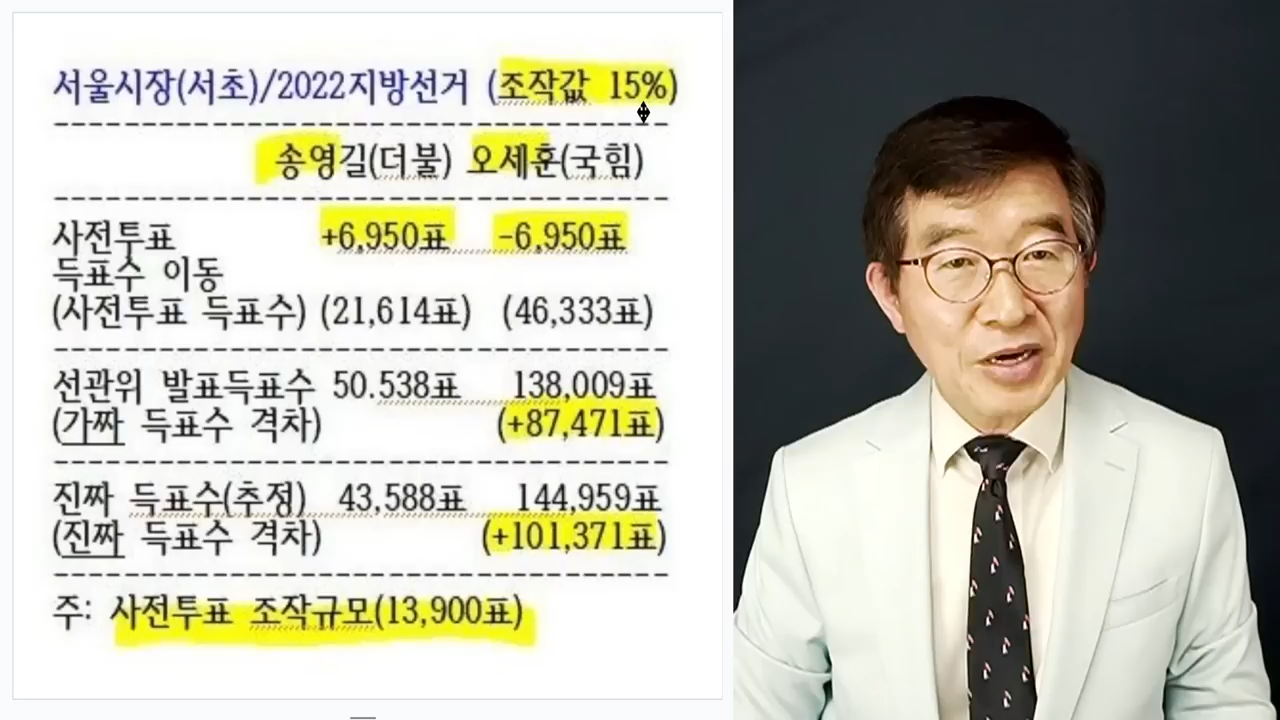 서울시장(서초)/2022지방선거 (조작값 15%)
송영길(더불) 오세훈(국힘)
사전투표 +6,950표 -6,950표
득표수 이동
(사전투표 득표수) (21,614표) (46,333표)
선관위 발표득표수 50.538표 138,009표
(가짜 득표수 격차) (+87,471표)
진짜 득표수(추정) 43,588표 144,959표
(진짜 득표수 격차) (+101,371표)
주: 사전투표 조작규모(13,900표)